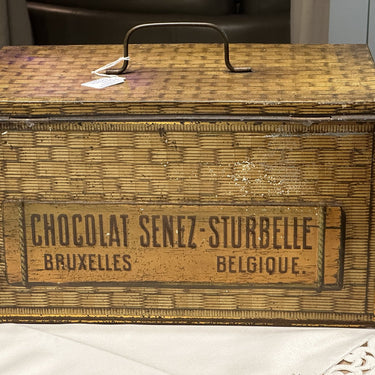 CHOCOLAT SENEZ-STURBELLE
BRUXELLES BELGIQUE.